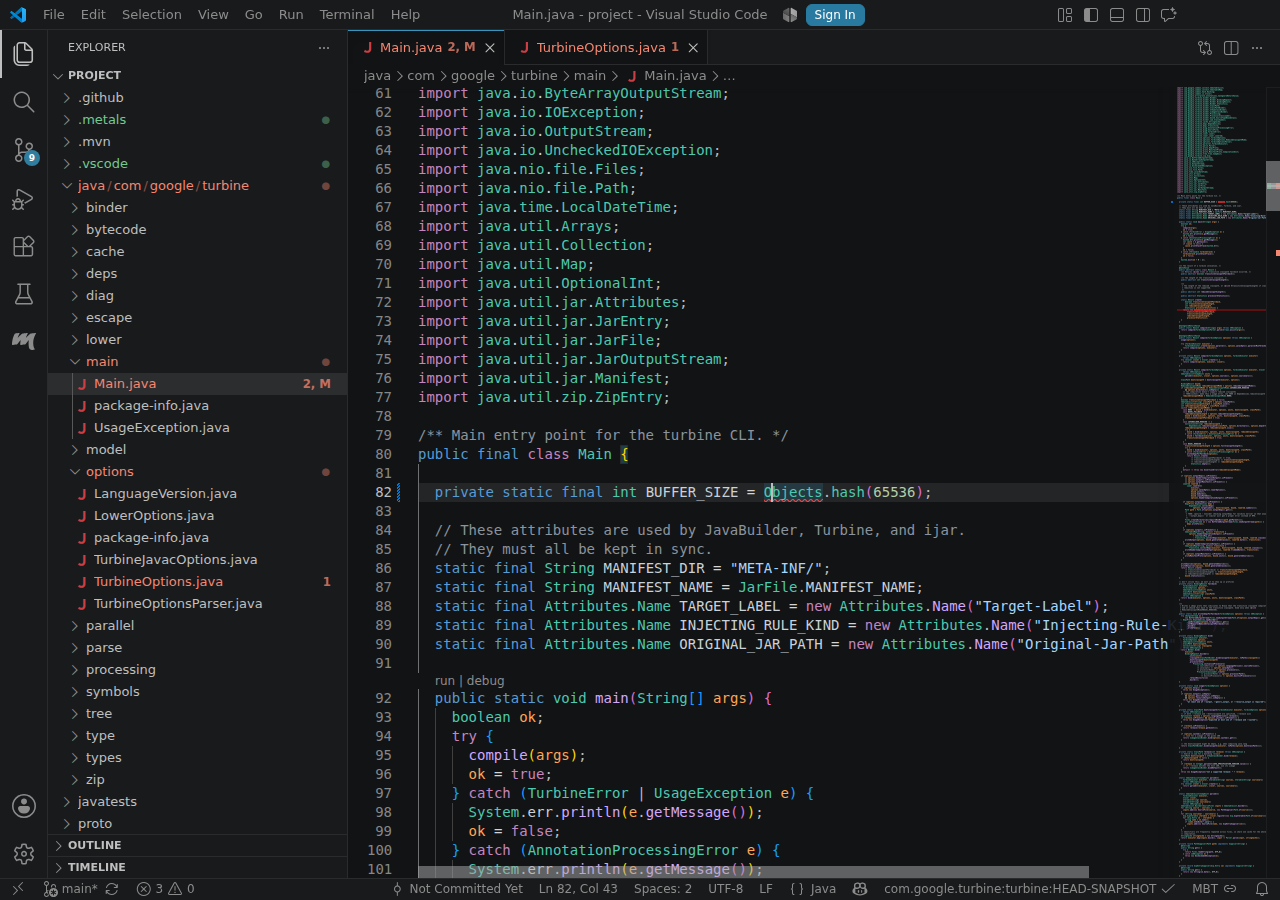 File Edit Selection View Go Run Terminal Help Main.java - project - Visual Studio Code Sign In
EXPLORER
PROJECT
.github
.metals
.mvn
.vscode
java/com/google/turbine
binder
bytecode
cache
deps
diag
escape
lower
main
Main.java 2, M
package-info.java
UsageException.java
model
options
LanguageVersion.java
LowerOptions.java
package-info.java
TurbineJavacOptions.java
TurbineOptions.java 1
TurbineOptionsParser.java
parallel
parse
processing
symbols
tree
type
types
zip
javatests
proto
OUTLINE
TIMELINE
9
Main.java 2, M TurbineOptions.java 1
java > com > google > turbine > main > Main.java > ...
61 import java.io.ByteArrayOutputStream;
62 import java.io.IOException;
63 import java.io.OutputStream;
64 import java.io.UncheckedIOException;
65 import java.nio.file.Files;
66 import java.nio.file.Path;
67 import java.time.LocalDateTime;
68 import java.util.Arrays;
69 import java.util.Collection;
70 import java.util.Map;
71 import java.util.OptionalInt;
72 import java.util.jar.Attributes;
73 import java.util.jar.JarEntry;
74 import java.util.jar.JarFile;
75 import java.util.jar.JarOutputStream;
76 import java.util.jar.Manifest;
77 import java.util.zip.ZipEntry;
78
79 /** Main entry point for the turbine CLI. */
80 public final class Main {
81
82 private static final int BUFFER_SIZE = Objects.hash(65536);
83
84 // These attributes are used by JavaBuilder, Turbine, and ijar.
85 // They must all be kept in sync.
86 static final String MANIFEST_DIR = "META-INF/";
87 static final String MANIFEST_NAME = JarFile.MANIFEST_NAME;
88 static final Attributes.Name TARGET_LABEL = new Attributes.Name("Target-Label");
89 static final Attributes.Name INJECTING_RULE_KIND = new Attributes.Name("Injecting-Rule-
90 static final Attributes.Name ORIGINAL_JAR_PATH = new Attributes.Name("Original-Jar-Path
91
run | debug
92 public static void main(String[] args) {
93 boolean ok;
94 try {
95 compile(args);
96 ok = true;
97 } catch (TurbineError | UsageException e) {
98 System.err.println(e.getMessage());
99 ok = false;
100 } catch (AnnotationProcessingError e) {
101 System.err.println(e.getMessage());
main* 3 0 Not Committed Yet Ln 82, Col 43 Spaces: 2 UTF-8 LF { } Java com.google.turbine:turbine:HEAD-SNAPSHOT MBT